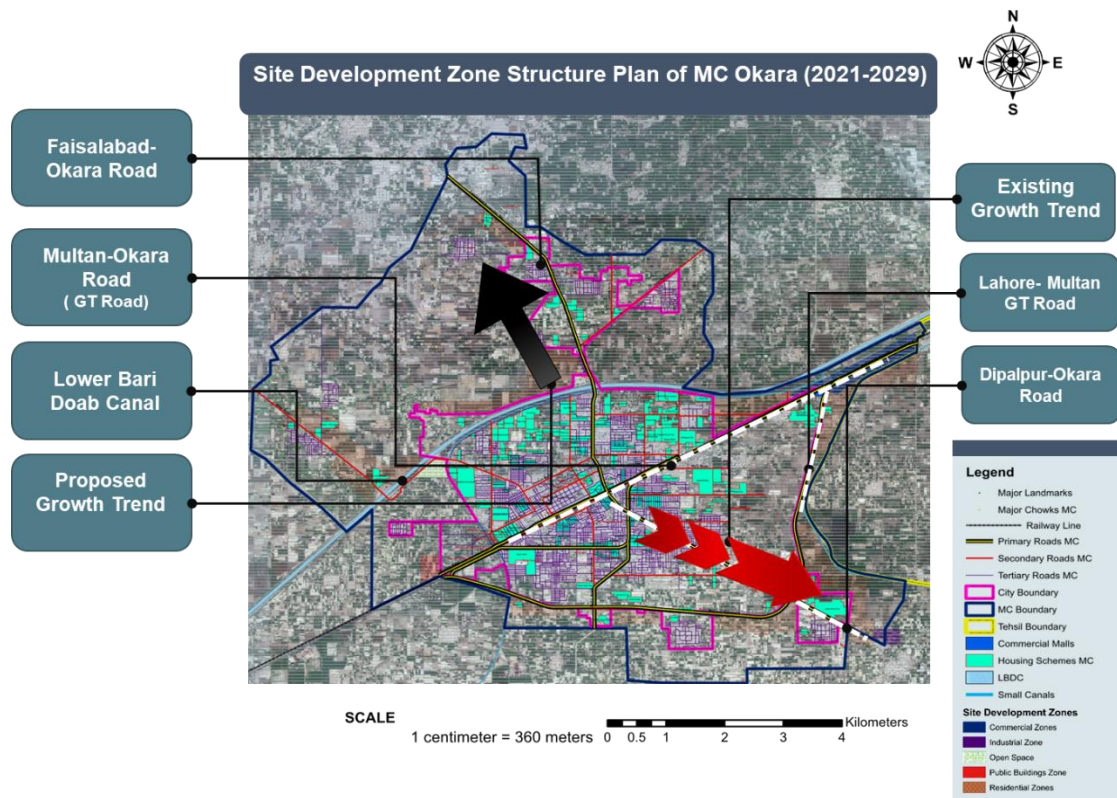 N
W E
S
Site Development Zone Structure Plan of MC Okara (2021-2029)
Faisalabad-
Okara Road
Multan-Okara
Road
( GT Road)
Lower Bari
Doab Canal
Proposed
Growth Trend
Existing
Growth Trend
Lahore- Multan
GT Road
Dipalpur-Okara
Road
Legend
Major Landmarks
Major Chowks MC
Railway Line
Primary Roads MC
Secondary Roads MC
Tertiary Roads MC
City Boundary
MC Boundary
Tehsil Boundary
Commercial Malls
Housing Schemes MC
LBDC
Small Canals
Site Development Zones
Commercial Zones
Industrial Zone
Open Space
Public Buildings Zone
Residential Zones
SCALE
1 centimeter = 360 meters
0 0.5 1 2 3 4
Kilometers